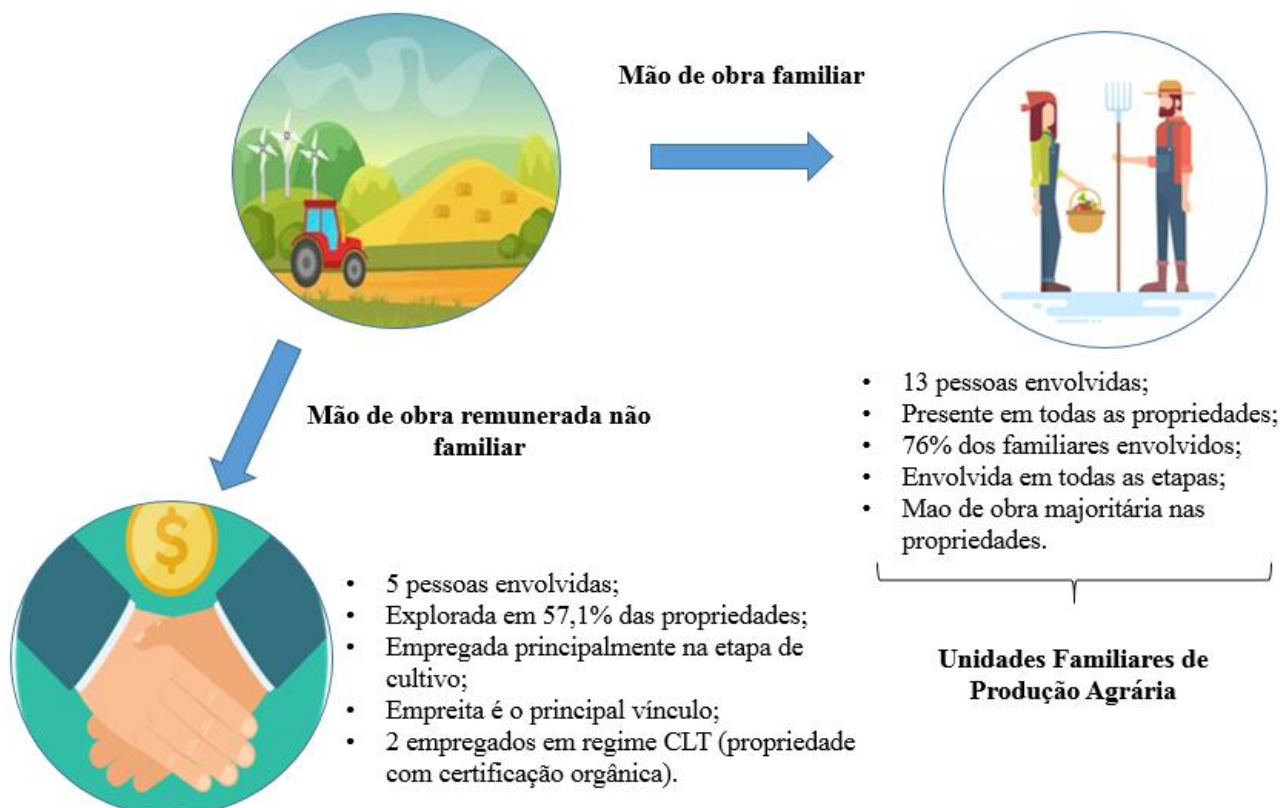 Mão de obra familiar
• 13 pessoas envolvidas;
• Presente em todas as propriedades;
• 76% dos familiares envolvidos;
• Envolvida em todas as etapas;
• Mao de obra majoritária nas
propriedades.
Unidades Familiares de
Produção Agrária
Mão de obra remunerada não
familiar
$
• 5 pessoas envolvidas;
• Explorada em 57,1% das propriedades;
• Empregada principalmente na etapa de
cultivo;
• Empreita é o principal vínculo;
• 2 empregados em regime CLT (propriedade
com certificação orgânica).